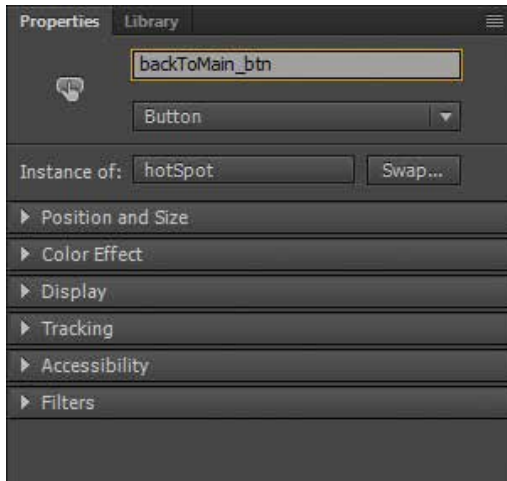 Properties Library
backToMain_btn
Button
Instance of: hotSpot Swap...
Position and Size
Color Effect
Display
Tracking
Accessibility
Filters